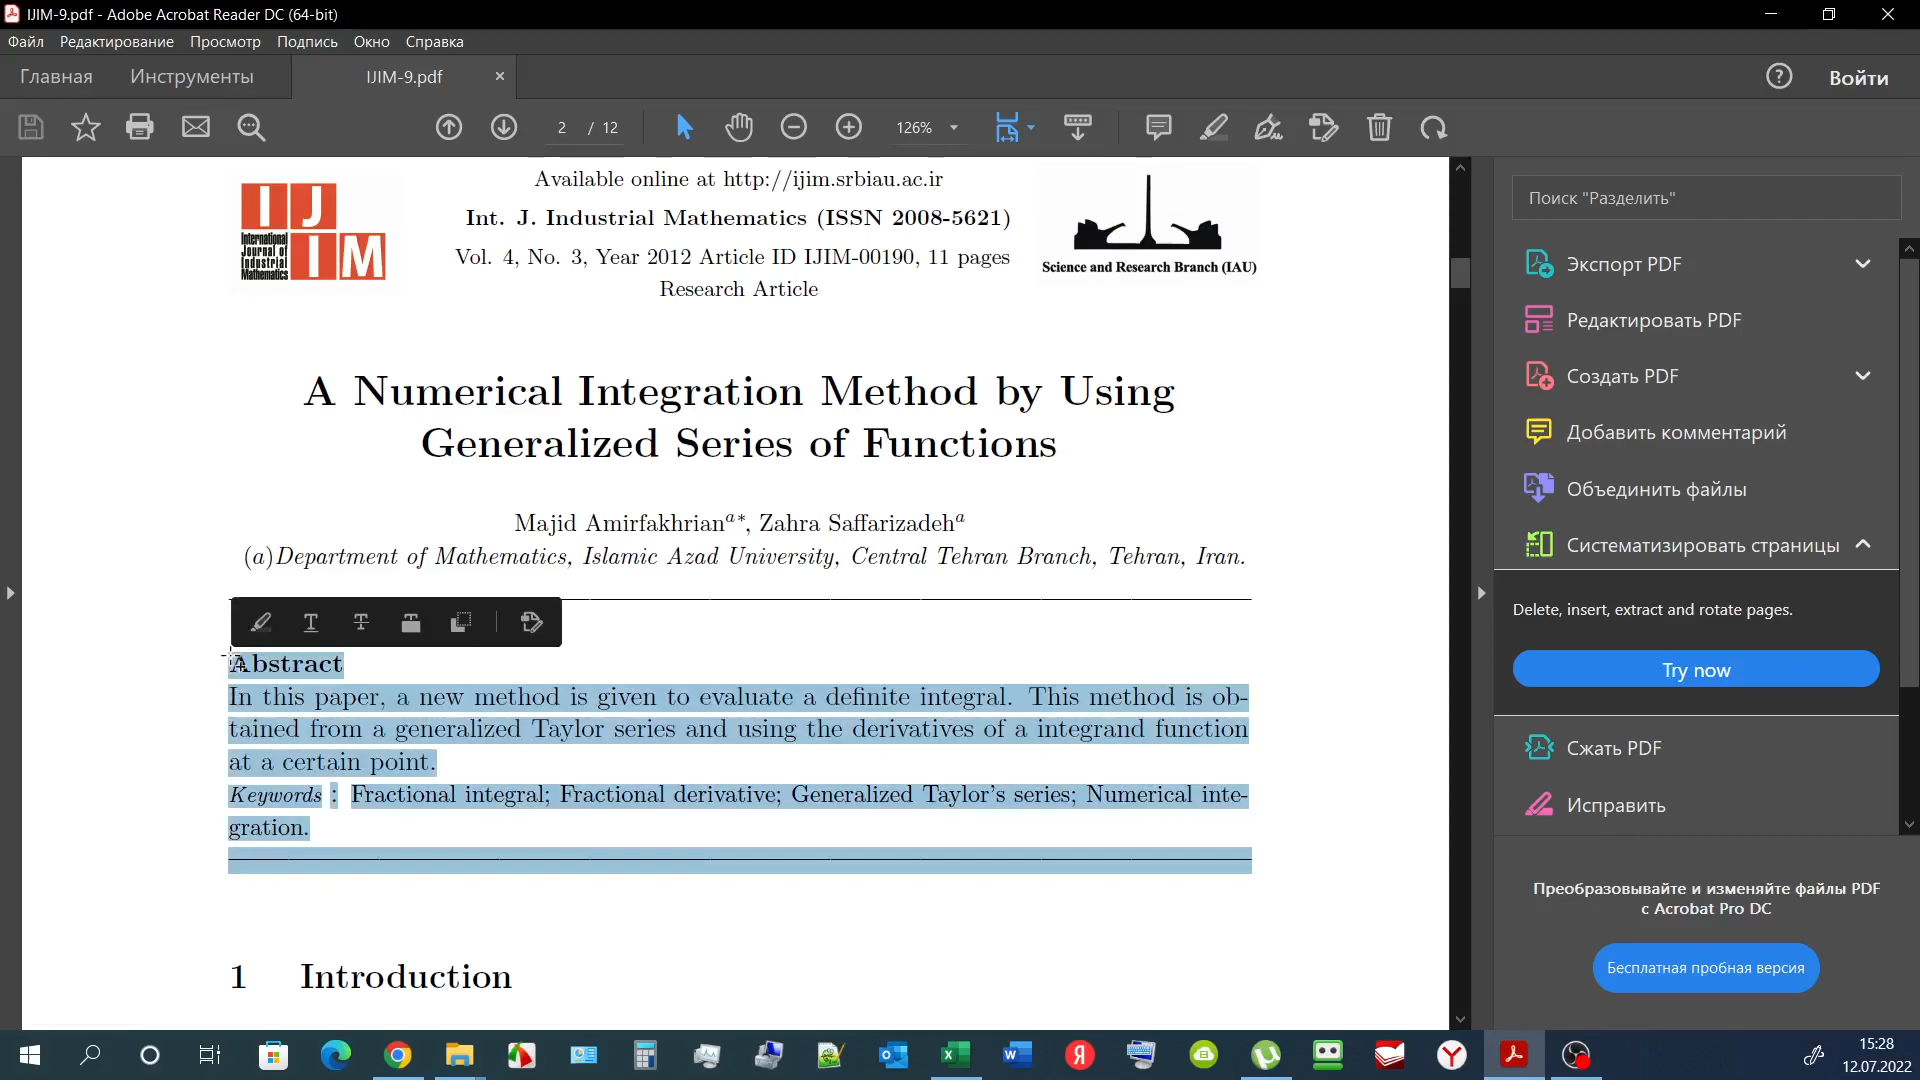 IJIM-9.pdf - Adobe Acrobat Reader DC (64-bit)
Файл Редактирование Просмотр Подпись Окно Справка
Главная Инструменты IJIM-9.pdf × Войти
2 / 12 126%
Available online at http://ijim.srbiau.ac.ir
Int. J. Industrial Mathematics (ISSN 2008-5621)
Vol. 4, No. 3, Year 2012 Article ID IJIM-00190, 11 pages
Research Article
IJIM
International
Journal of
Industrial
Mathematics
Science and Research Branch (IAU)
A Numerical Integration Method by Using
Generalized Series of Functions
Majid Amirfakhrian^a*, Zahra Saffarizadeh^a
(a)Department of Mathematics, Islamic Azad University, Central Tehran Branch, Tehran, Iran.
Abstract
In this paper, a new method is given to evaluate a definite integral. This method is ob-
tained from a generalized Taylor series and using the derivatives of a integrand function
at a certain point.
Keywords : Fractional integral; Fractional derivative; Generalized Taylor's series; Numerical inte-
gration.
1 Introduction
Поиск "Разделить"
Экспорт PDF
Редактировать PDF
Создать PDF
Добавить комментарий
Объединить файлы
Систематизировать страницы
Delete, insert, extract and rotate pages.
Try now
Сжать PDF
Исправить
Преобразовывайте и изменяйте файлы PDF
с Acrobat Pro DC
Бесплатная пробная версия
15:28
12.07.2022